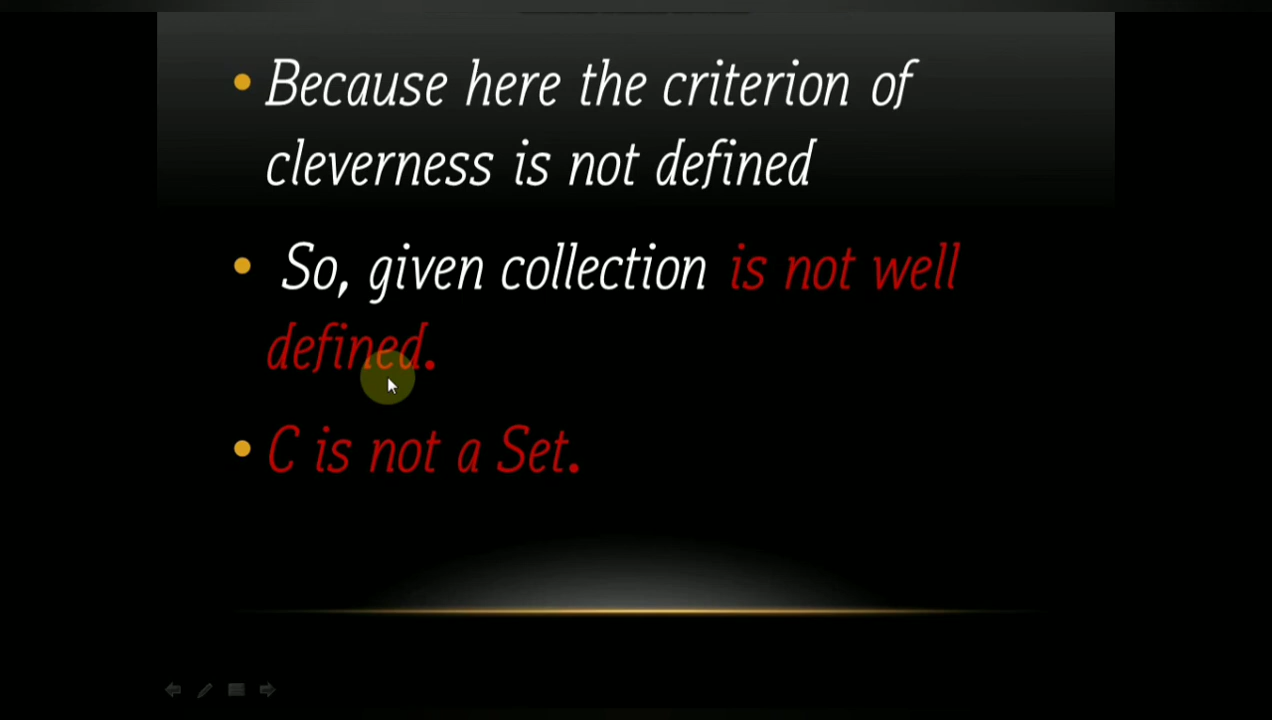 • Because here the criterion of
cleverness is not defined
• So, given collection is not well
defined.
• C is not a Set.